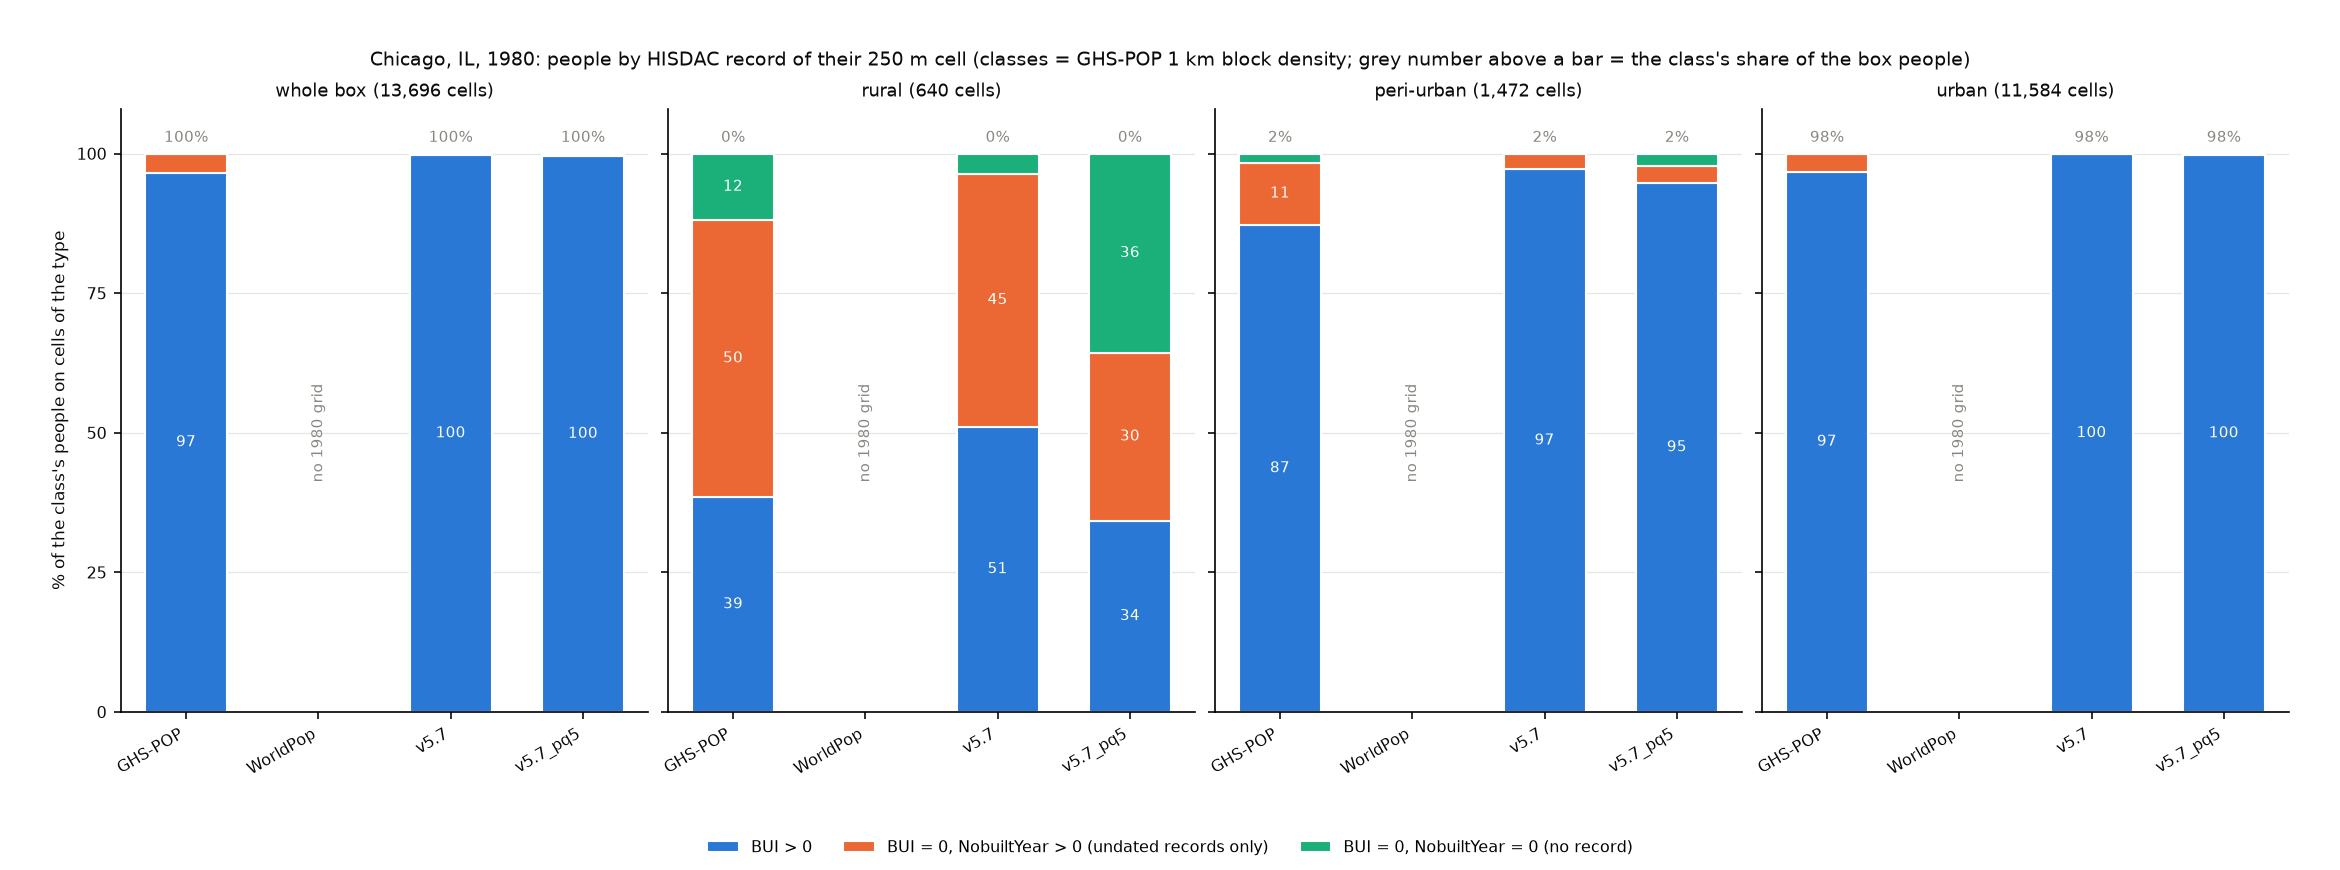 Chicago, IL, 1980: people by HISDAC record of their 250 m cell (classes = GHS-POP 1 km block density; grey number above a bar = the class's share of the box people)
whole box (13,696 cells)
rural (640 cells)
peri-urban (1,472 cells)
urban (11,584 cells)
% of the class's people on cells of the type
100
75
50
25
0
100%
100%
100%
97
no 1980 grid
100
100
GHS-POP
WorldPop
v5.7
v5.7_pq5
0%
0%
0%
12
50
39
no 1980 grid
45
51
36
30
34
GHS-POP
WorldPop
v5.7
v5.7_pq5
2%
2%
2%
11
87
no 1980 grid
97
95
GHS-POP
WorldPop
v5.7
v5.7_pq5
98%
98%
98%
97
no 1980 grid
100
100
GHS-POP
WorldPop
v5.7
v5.7_pq5
BUI > 0
BUI = 0, NobuiltYear > 0 (undated records only)
BUI = 0, NobuiltYear = 0 (no record)